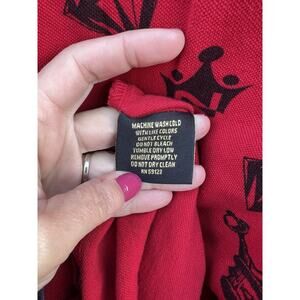 MACHINE WASH COLD
WITH LIKE COLORS
GENTLE CYCLE
DO NOT BLEACH
TUMBLE DRY LOW
REMOVE PROMPTLY
DO NOT DRY CLEAN
RN 59123